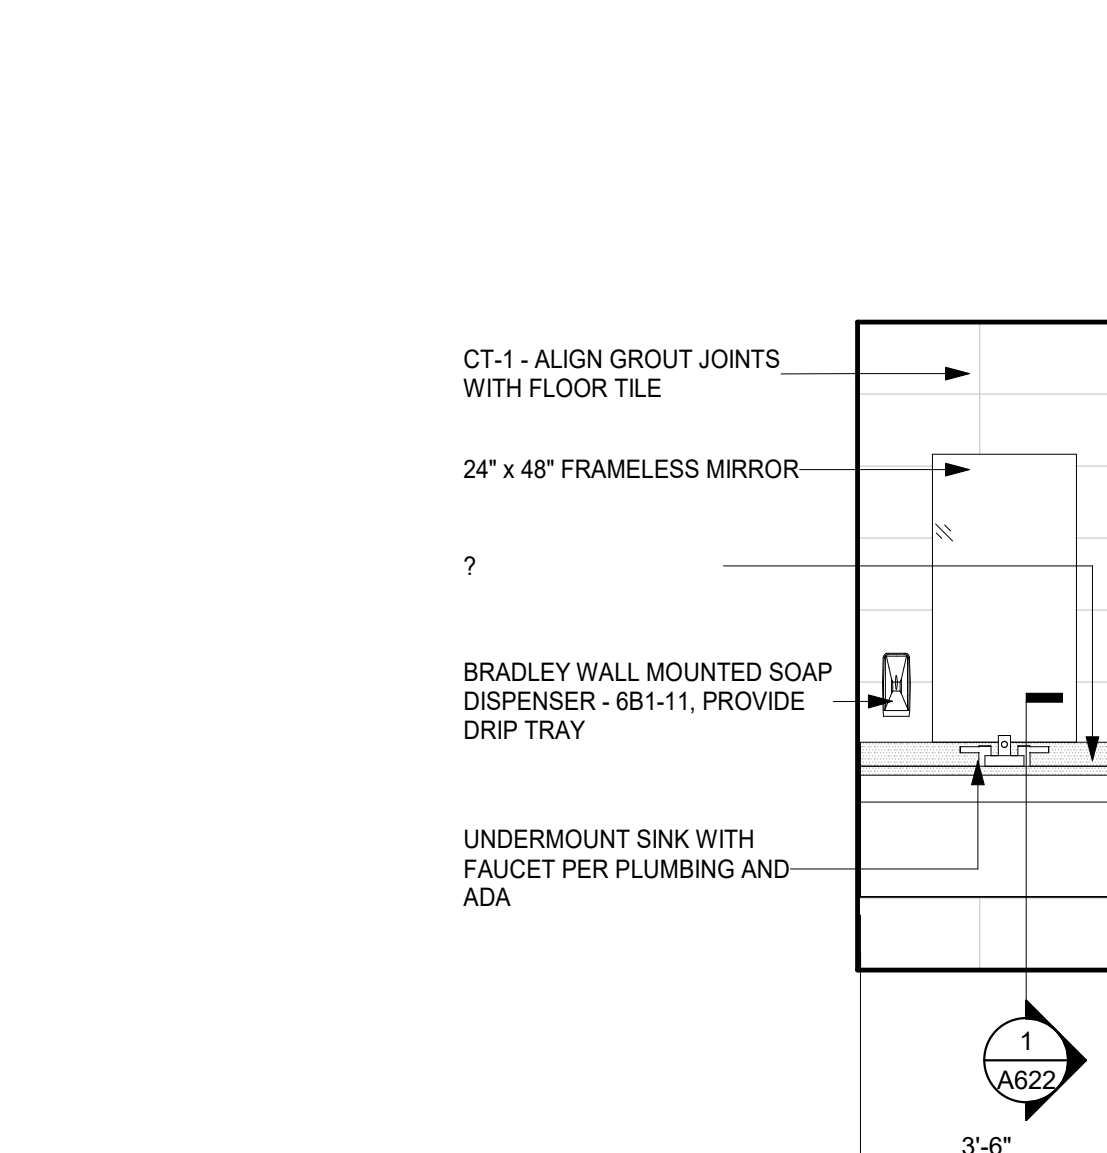 CT-1 - ALIGN GROUT JOINTS
WITH FLOOR TILE
24" x 48" FRAMELESS MIRROR
?
BRADLEY WALL MOUNTED SOAP
DISPENSER - 6B1-11, PROVIDE
DRIP TRAY
UNDERMOUNT SINK WITH
FAUCET PER PLUMBING AND
ADA
1
A622
3'-6"